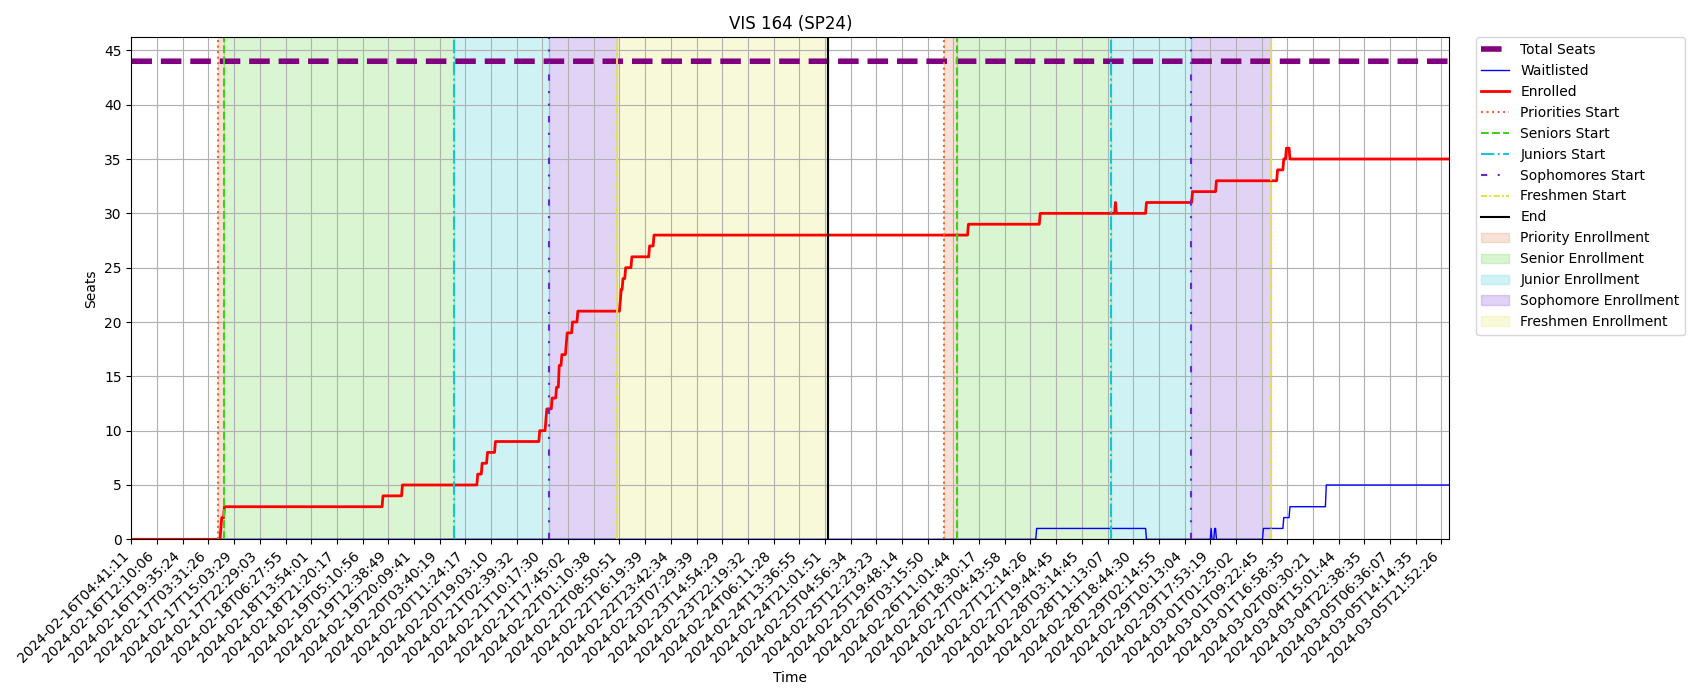 VIS 164 (SP24)
45
40
35
30
25
20
15
10
5
0
Seats
2024-02-16T04:41:11
2024-02-16T12:10:06
2024-02-16T19:35:24
2024-02-17T03:31:26
2024-02-17T15:03:29
2024-02-17T22:29:03
2024-02-18T06:27:55
2024-02-18T13:54:01
2024-02-18T21:20:17
2024-02-19T05:10:56
2024-02-19T12:38:49
2024-02-19T20:09:41
2024-02-20T03:40:19
2024-02-20T11:24:17
2024-02-20T19:03:10
2024-02-21T02:39:32
2024-02-21T10:17:30
2024-02-21T17:45:02
2024-02-22T01:10:38
2024-02-22T08:50:51
2024-02-22T16:19:39
2024-02-22T23:42:34
2024-02-23T07:29:39
2024-02-23T14:54:29
2024-02-23T22:19:32
2024-02-24T06:11:28
2024-02-24T13:36:55
2024-02-24T21:01:51
2024-02-25T04:56:34
2024-02-25T12:23:23
2024-02-25T19:48:14
2024-02-26T03:15:50
2024-02-26T11:01:44
2024-02-26T18:30:17
2024-02-27T04:43:58
2024-02-27T12:14:26
2024-02-27T19:44:45
2024-02-28T03:14:45
2024-02-28T11:13:07
2024-02-28T18:44:30
2024-02-29T02:14:55
2024-02-29T10:13:04
2024-02-29T17:53:19
2024-03-01T01:25:02
2024-03-01T09:22:45
2024-03-01T16:58:35
2024-03-04T00:30:21
2024-03-04T15:01:44
2024-03-04T22:38:35
2024-03-05T06:36:07
2024-03-05T14:14:35
2024-03-05T21:52:26
Time
Total Seats
Waitlisted
Enrolled
Priorities Start
Seniors Start
Juniors Start
Sophomores Start
Freshmen Start
End
Priority Enrollment
Senior Enrollment
Junior Enrollment
Sophomore Enrollment
Freshmen Enrollment